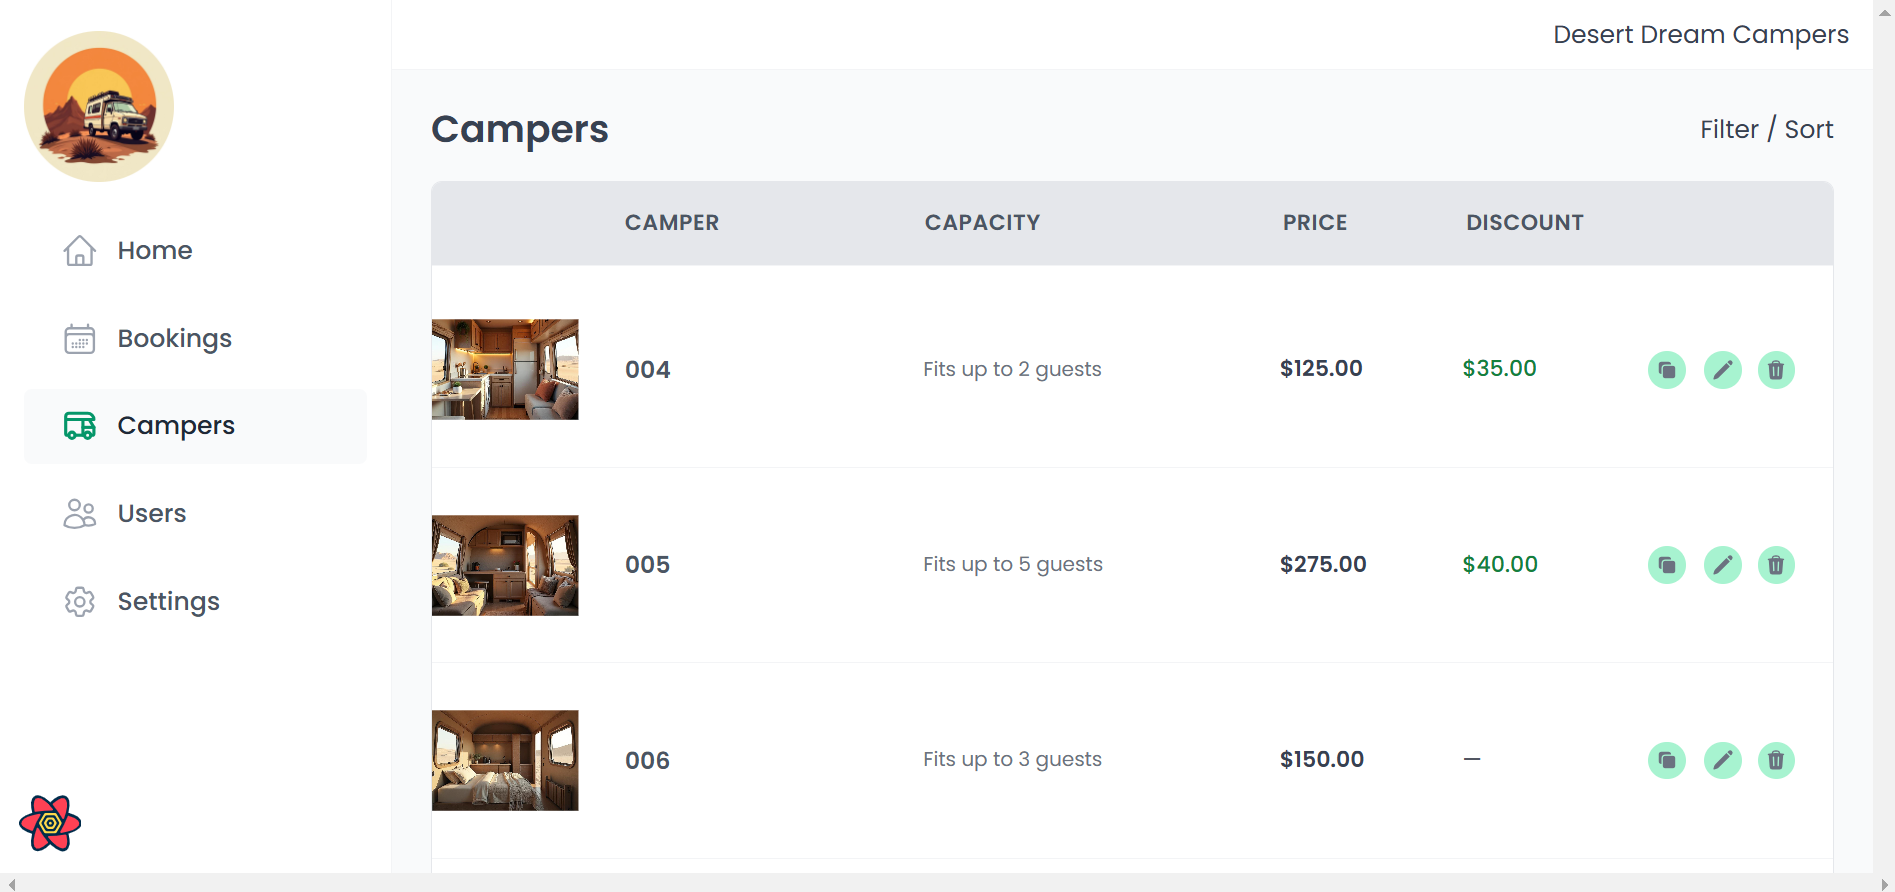 Desert Dream Campers
Home
Bookings
Campers
Users
Settings
Campers
Filter / Sort
CAMPER CAPACITY PRICE DISCOUNT
004 Fits up to 2 guests $125.00 $35.00
005 Fits up to 5 guests $275.00 $40.00
006 Fits up to 3 guests $150.00 —